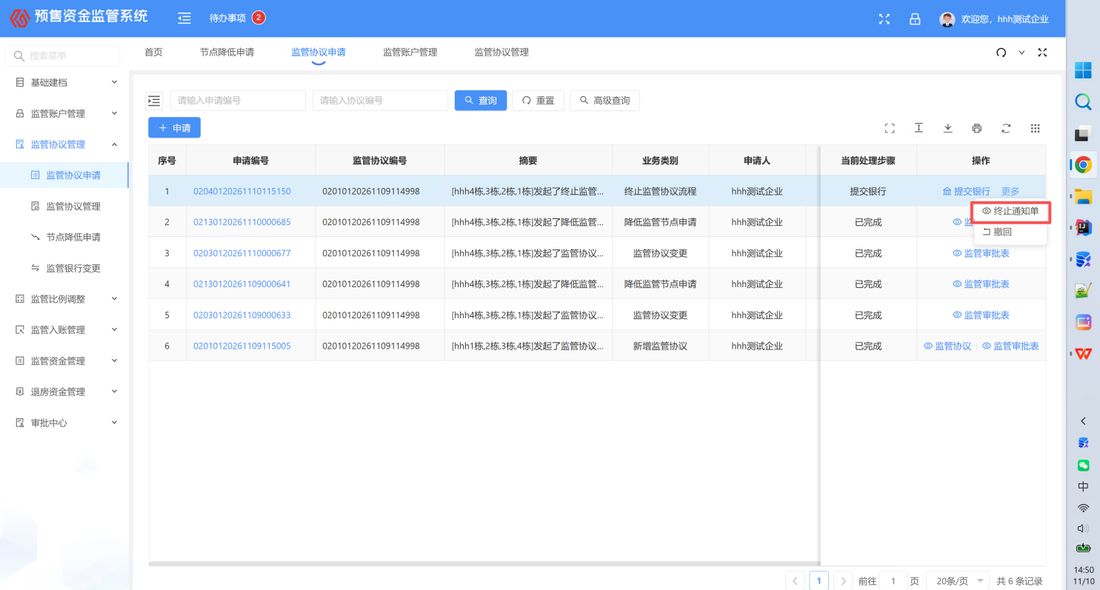 预售资金监管系统
待办事项 2
欢迎您，hhh测试企业
搜索菜单
基础建档
监管账户管理
监管协议管理
监管协议申请
监管协议管理
节点降低申请
监管银行变更
监管比例调整
监管入账管理
监管资金管理
退房资金管理
审批中心
首页 节点降低申请 监管协议申请 监管账户管理 监管协议管理
请输入申请编号 请输入协议编号 查询 重置 高级查询
申请
序号 申请编号 监管协议编号 摘要 业务类别 申请人 当前处理步骤 操作
1 02040120261110115150 02010120261109114998 [hhh4栋,3栋,2栋,1栋]发起了终止监管... 终止监管协议流程 hhh测试企业 提交银行 提交银行 更多
终止通知单
撤回
2 02130120261110000685 02010120261109114998 [hhh4栋,3栋,2栋,1栋]发起了降低监管... 降低监管节点申请 hhh测试企业 已完成 监
3 02030120261110000677 02010120261109114998 [hhh4栋,3栋,2栋,1栋]发起了监管协议... 监管协议变更 hhh测试企业 已完成 监管审批表
4 02130120261109000641 02010120261109114998 [hhh4栋,3栋,2栋,1栋]发起了降低监管... 降低监管节点申请 hhh测试企业 已完成 监管审批表
5 02030120261109000633 02010120261109114998 [hhh4栋,3栋,2栋,1栋]发起了监管协议... 监管协议变更 hhh测试企业 已完成 监管审批表
6 02010120261109115005 02010120261109114998 [hhh1栋,2栋,3栋,4栋]发起了监管协议... 新增监管协议 hhh测试企业 已完成 监管协议 监管审批表
1 前往 1 页 20条/页 共 6 条记录
中
14:50
11/10